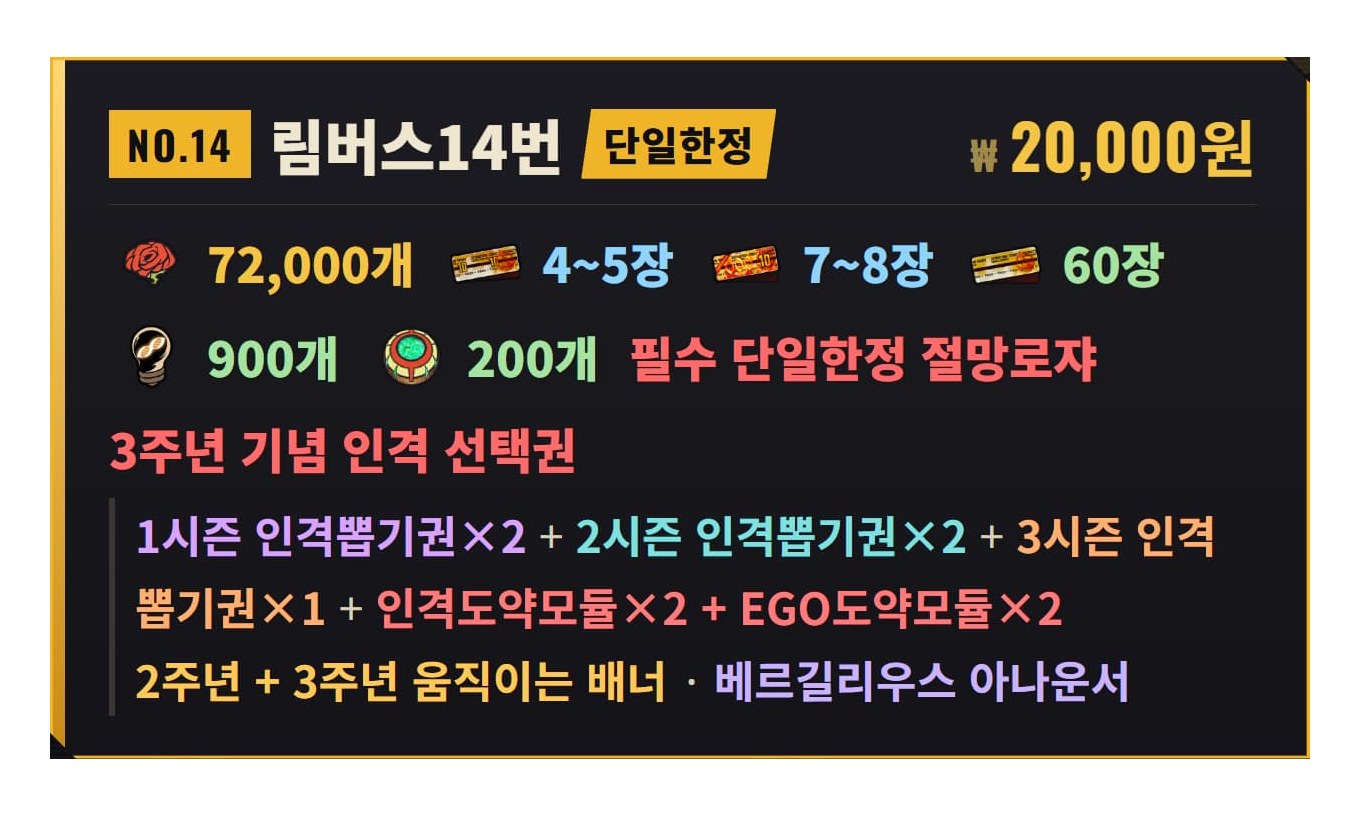 NO.14 림버스14번 단일한정 ₩ 20,000원
72,000개 4~5장 7~8장 60장
900개 200개 필수 단일한정 절망로쟈
3주년 기념 인격 선택권
1시즌 인격뽑기권×2 + 2시즌 인격뽑기권×2 + 3시즌 인격
뽑기권×1 + 인격도약모듈×2 + EGO도약모듈×2
2주년 + 3주년 움직이는 배너 · 베르길리우스 아나운서